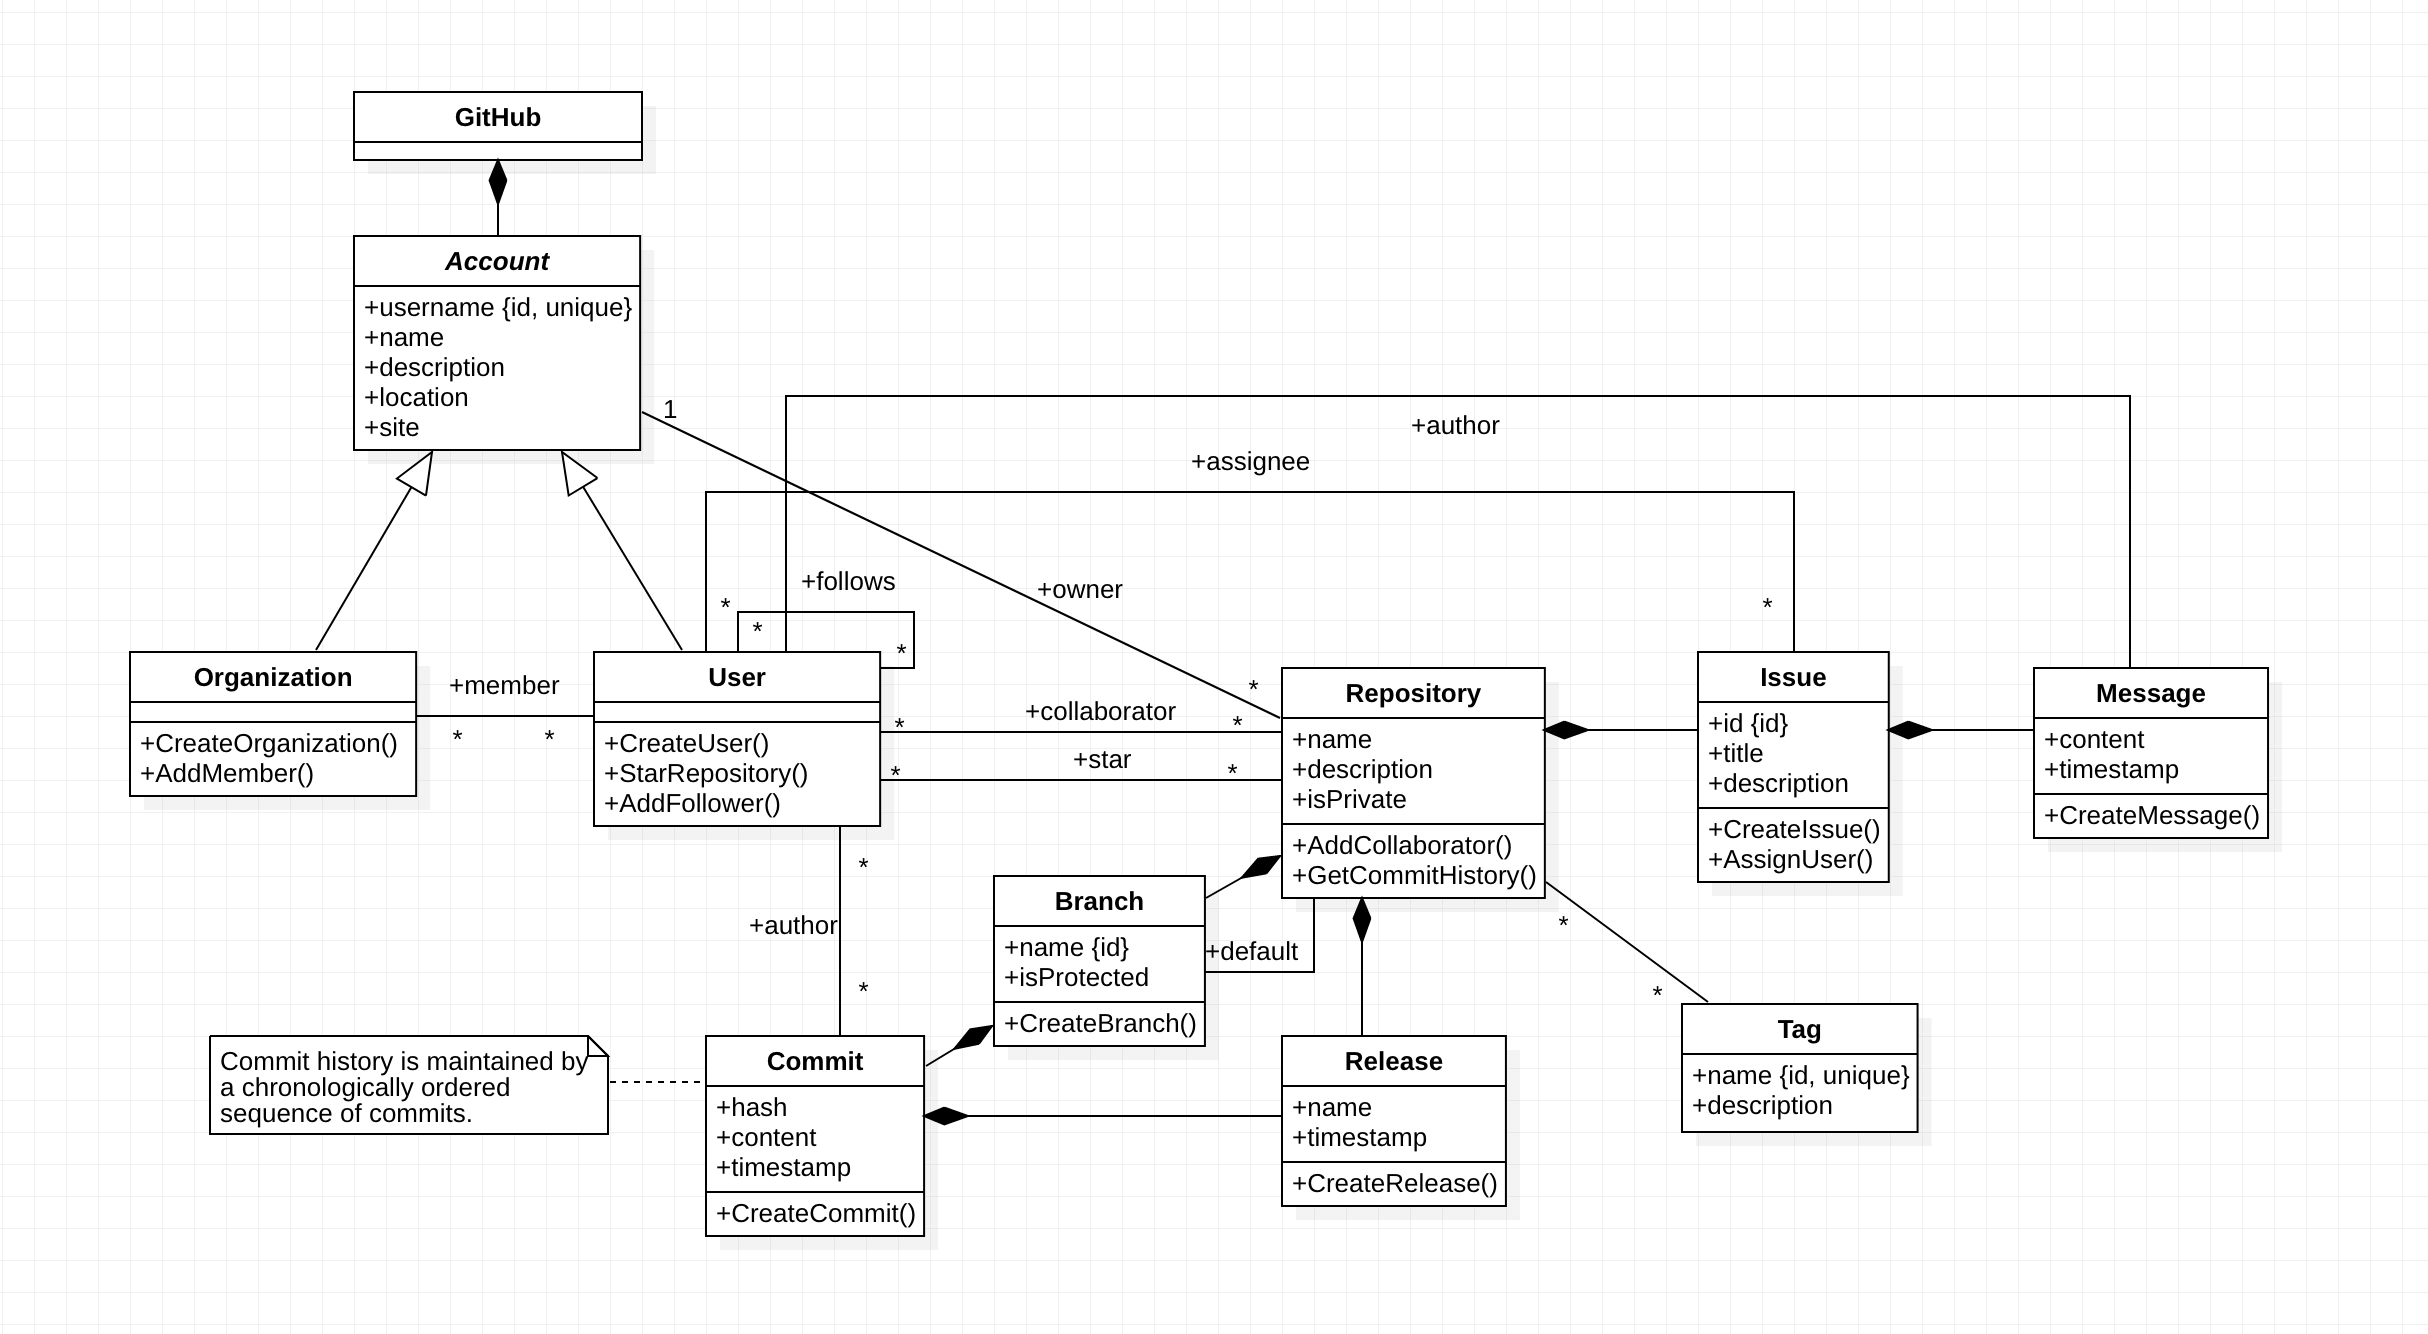 GitHub
Account
+username {id, unique}
+name
+description
+location
+site
1
+author
+assignee
+follows
+owner
*
*
*
*
*
Organization
+CreateOrganization()
+AddMember()
+member
*
*
User
+CreateUser()
+StarRepository()
+AddFollower()
+collaborator
*
*
+star
*
*
Repository
+name
+description
+isPrivate
+AddCollaborator()
+GetCommitHistory()
Issue
+id {id}
+title
+description
+CreateIssue()
+AssignUser()
Message
+content
+timestamp
+CreateMessage()
*
+author
*
Branch
+name {id}
+isProtected
+CreateBranch()
+default
*
*
Tag
+name {id, unique}
+description
Commit history is maintained by
a chronologically ordered
sequence of commits.
Commit
+hash
+content
+timestamp
+CreateCommit()
Release
+name
+timestamp
+CreateRelease()